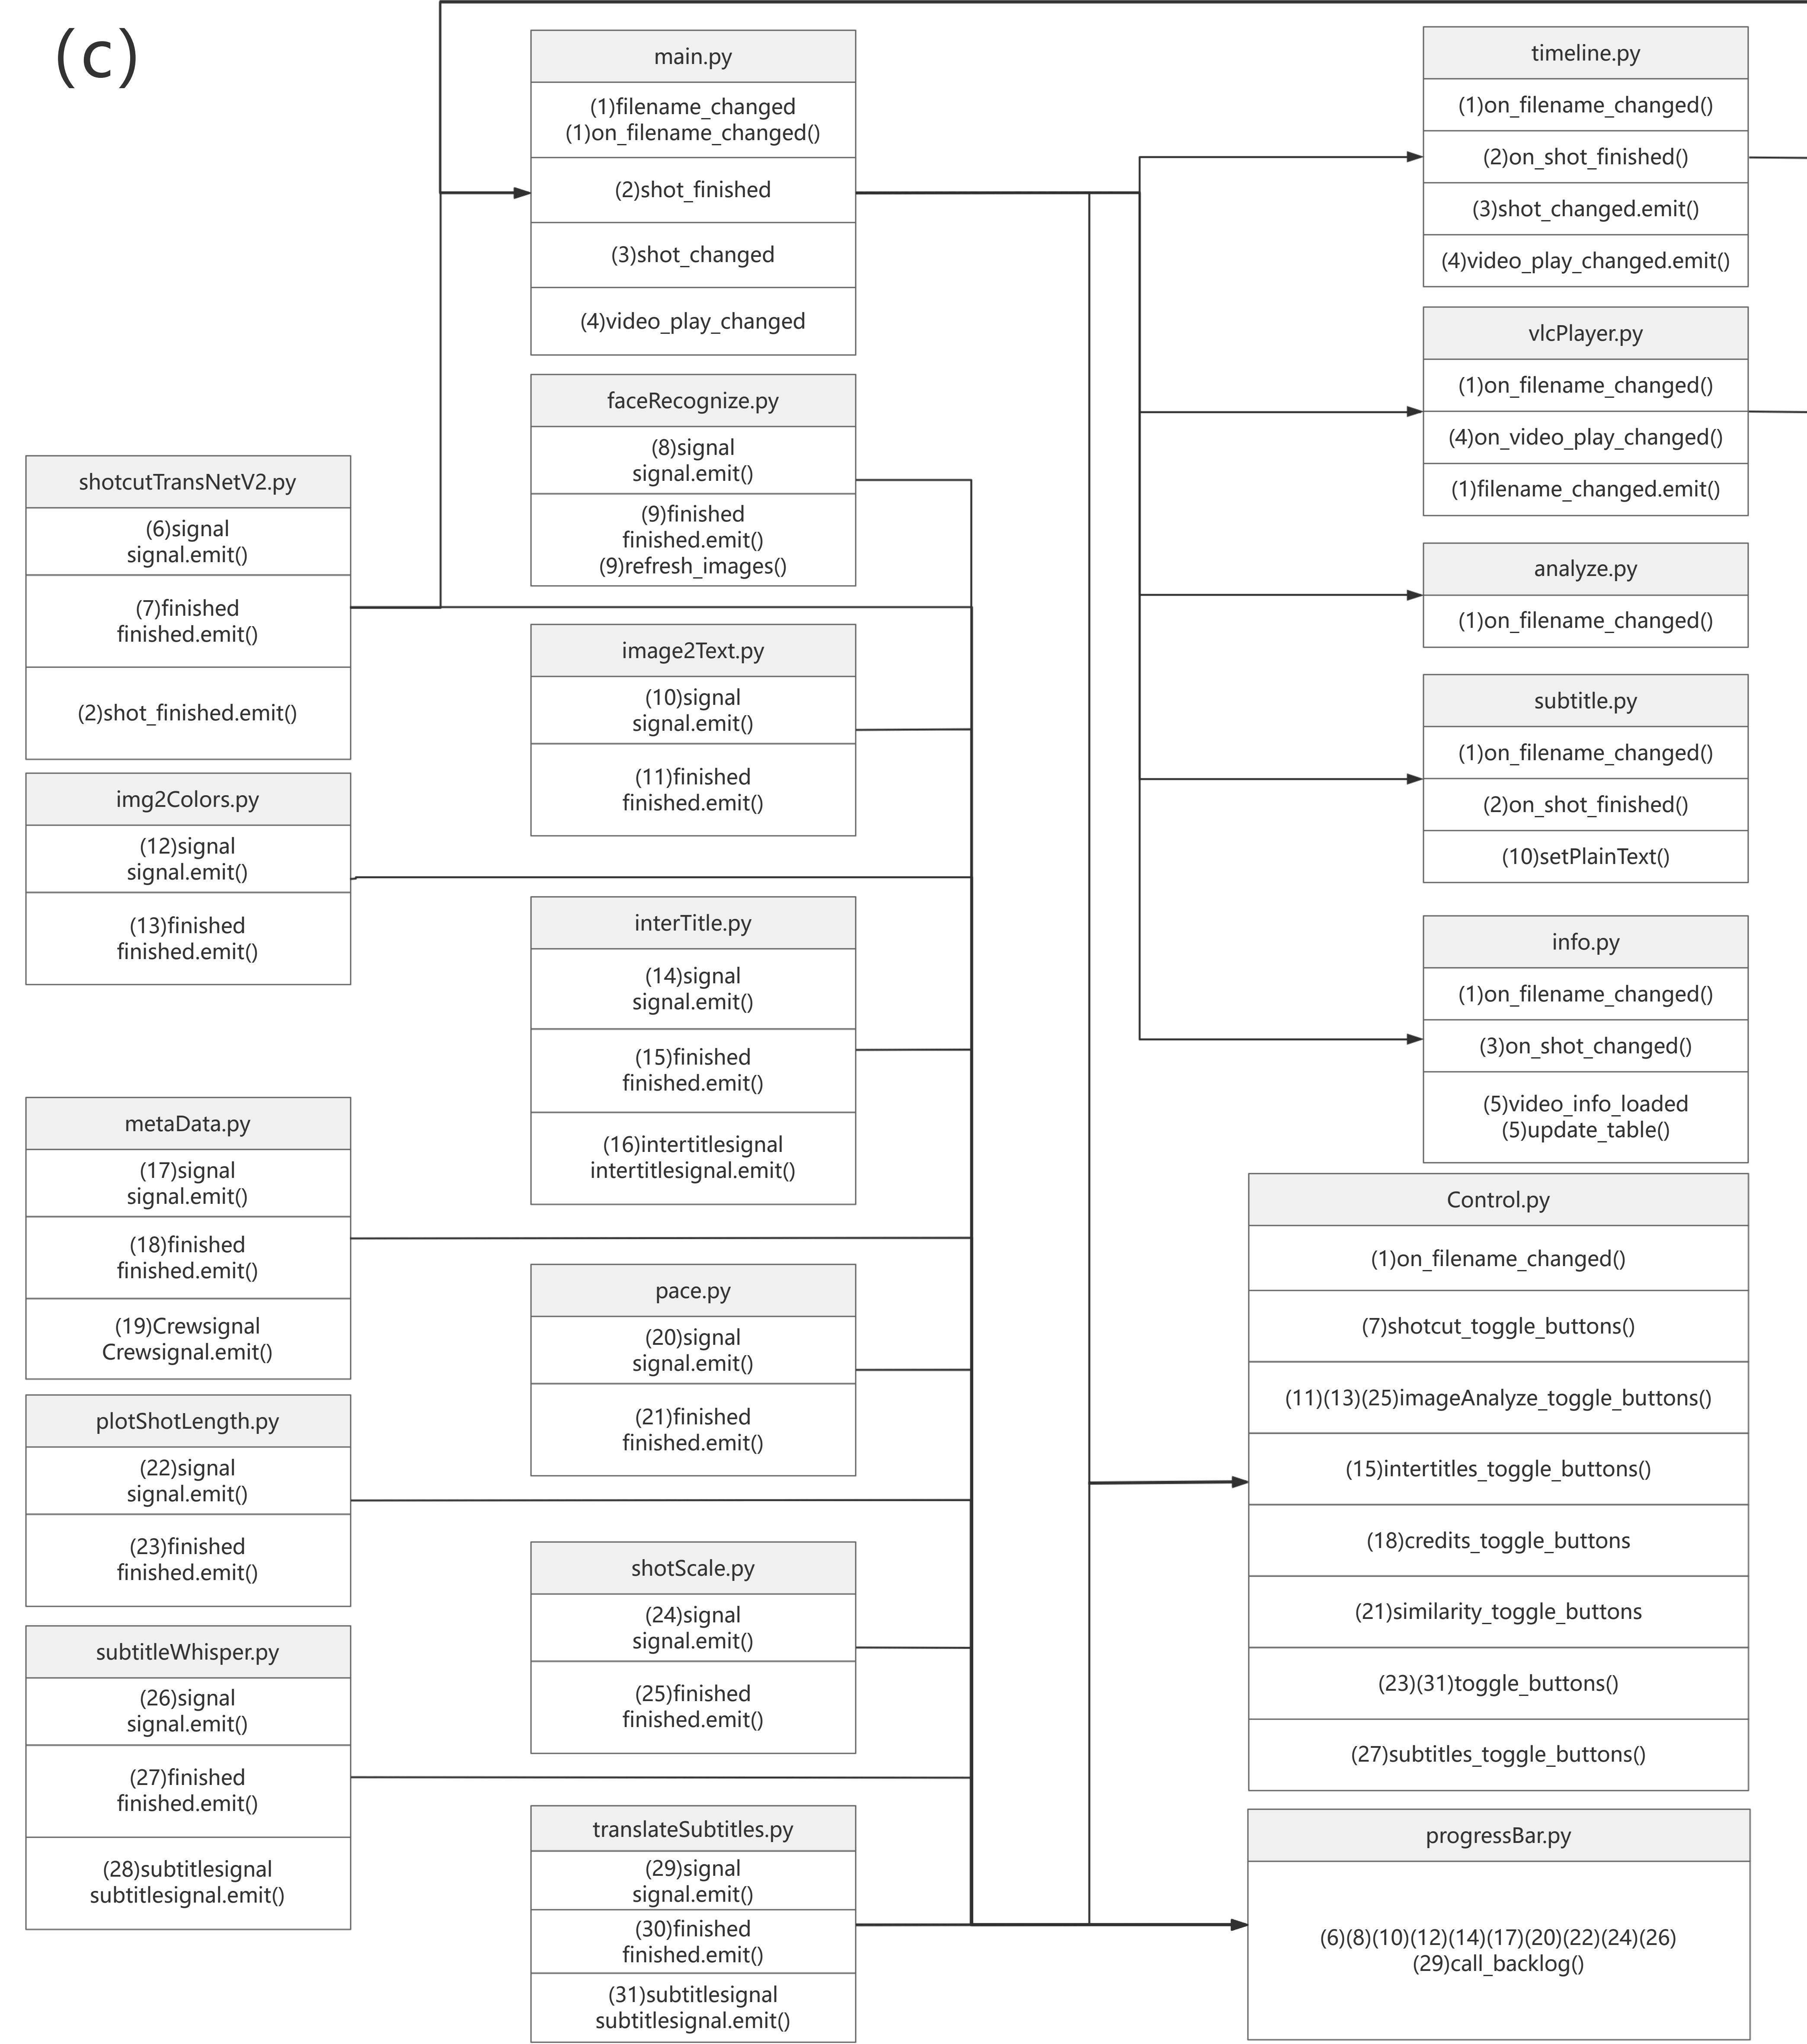 (c)
main.py
(1)filename_changed
(1)on_filename_changed()
(2)shot_finished
(3)shot_changed
(4)video_play_changed
timeline.py
(1)on_filename_changed()
(2)on_shot_finished()
(3)shot_changed.emit()
(4)video_play_changed.emit()
vlcPlayer.py
(1)on_filename_changed()
(4)on_video_play_changed()
(1)filename_changed.emit()
faceRecognize.py
(8)signal
signal.emit()
(9)finished
finished.emit()
(9)refresh_images()
shotcutTransNetV2.py
(6)signal
signal.emit()
(7)finished
finished.emit()
(2)shot_finished.emit()
analyze.py
(1)on_filename_changed()
image2Text.py
(10)signal
signal.emit()
(11)finished
finished.emit()
subtitle.py
(1)on_filename_changed()
(2)on_shot_finished()
(10)setPlainText()
img2Colors.py
(12)signal
signal.emit()
(13)finished
finished.emit()
interTitle.py
(14)signal
signal.emit()
(15)finished
finished.emit()
(16)intertitlesignal
intertitlesignal.emit()
info.py
(1)on_filename_changed()
(3)on_shot_changed()
(5)video_info_loaded
(5)update_table()
metaData.py
(17)signal
signal.emit()
(18)finished
finished.emit()
(19)Crewsignal
Crewsignal.emit()
pace.py
(20)signal
signal.emit()
(21)finished
finished.emit()
Control.py
(1)on_filename_changed()
(7)shotcut_toggle_buttons()
(11)(13)(25)imageAnalyze_toggle_buttons()
(15)intertitles_toggle_buttons()
(18)credits_toggle_buttons
(21)similarity_toggle_buttons
(23)(31)toggle_buttons()
(27)subtitles_toggle_buttons()
plotShotLength.py
(22)signal
signal.emit()
(23)finished
finished.emit()
shotScale.py
(24)signal
signal.emit()
(25)finished
finished.emit()
subtitleWhisper.py
(26)signal
signal.emit()
(27)finished
finished.emit()
(28)subtitlesignal
subtitlesignal.emit()
translateSubtitles.py
(29)signal
signal.emit()
(30)finished
finished.emit()
(31)subtitlesignal
subtitlesignal.emit()
progressBar.py
(6)(8)(10)(12)(14)(17)(20)(22)(24)(26)
(29)call_backlog()